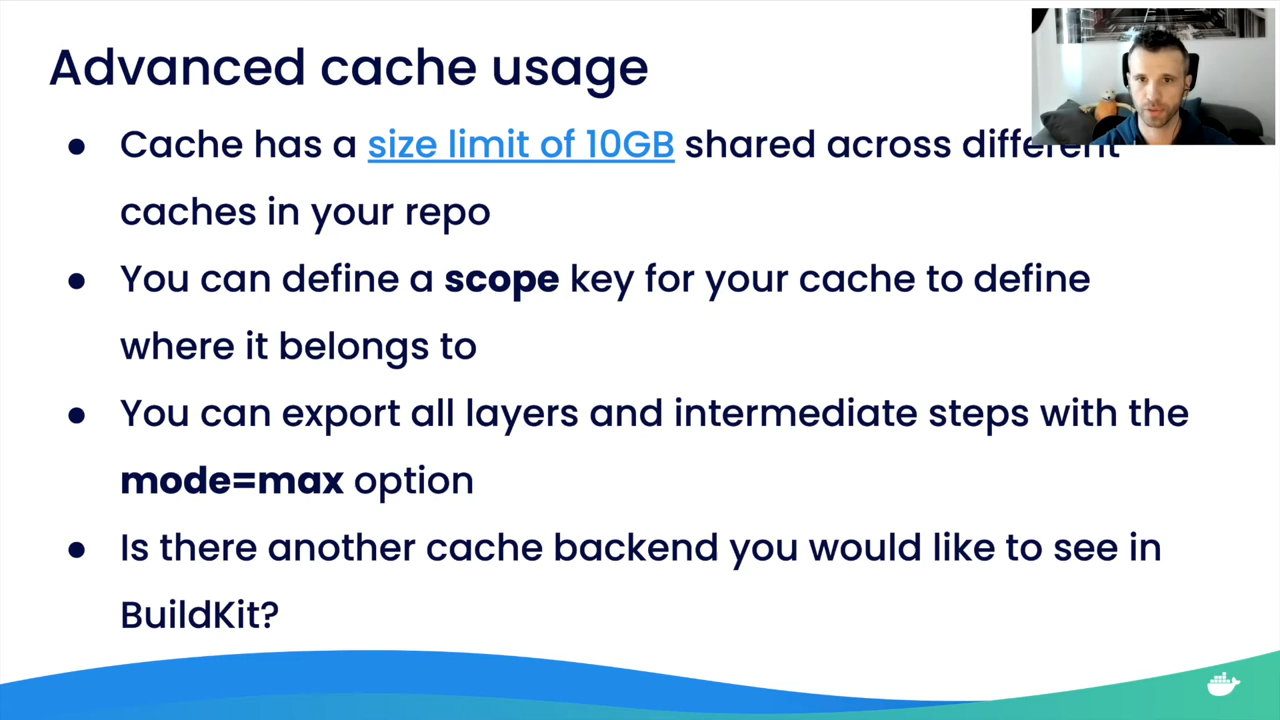 Advanced cache usage
● Cache has a size limit of 10GB shared across different
caches in your repo
● You can define a scope key for your cache to define
where it belongs to
● You can export all layers and intermediate steps with the
mode=max option
● Is there another cache backend you would like to see in
BuildKit?